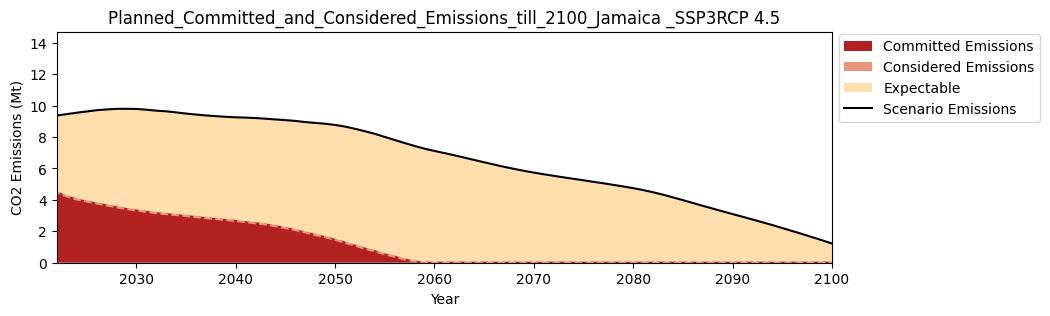 Planned_Committed_and_Considered_Emissions_till_2100_Jamaica _SSP3RCP 4.5
14
12
10
8
6
4
2
0
CO2 Emissions (Mt)
2030
2040
2050
2060
2070
2080
2090
2100
Year
Committed Emissions
Considered Emissions
Expectable
Scenario Emissions